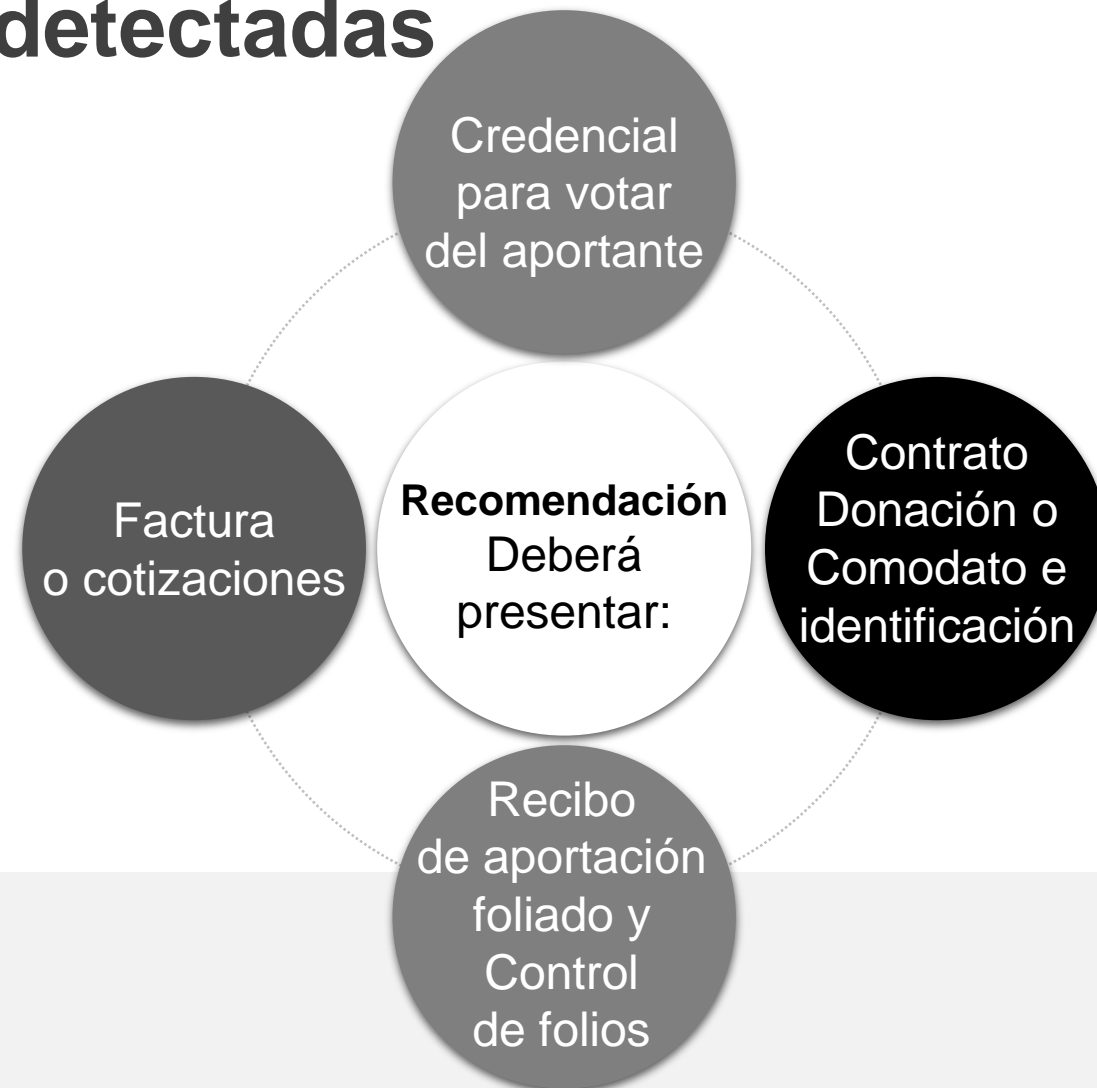 detectadas
Credencial
para votar
del aportante
Factura
o cotizaciones
Recomendación
Deberá
presentar:
Contrato
Donación o
Comodato e
identificación
Recibo
de aportación
foliado y
Control
de folios